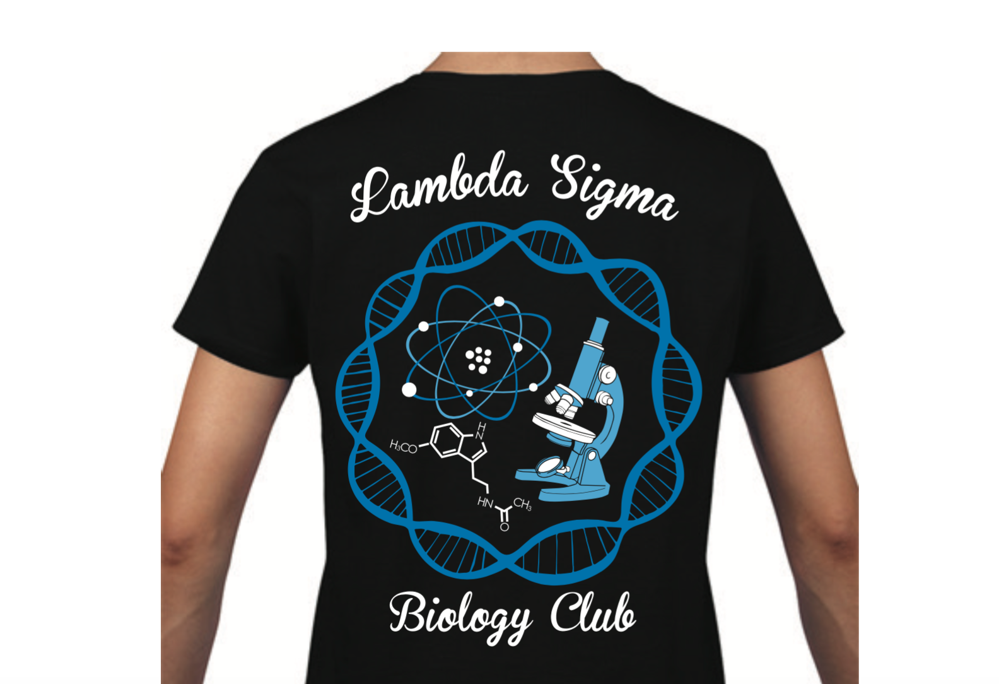 Lambda Sigma
H
N
H₃CO
HN
CH₃
O
Biology Club